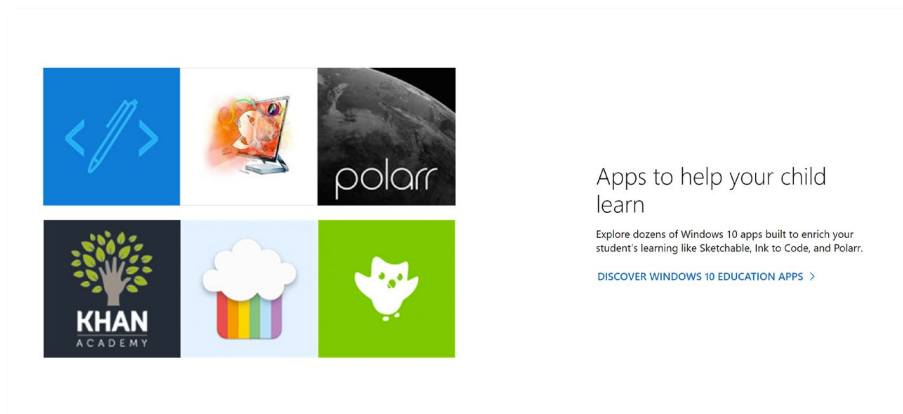 polarr
KHAN
ACADEMY
Apps to help your child
learn
Explore dozens of Windows 10 apps built to enrich your
student's learning like Sketchable, Ink to Code, and Polarr.
DISCOVER WINDOWS 10 EDUCATION APPS >